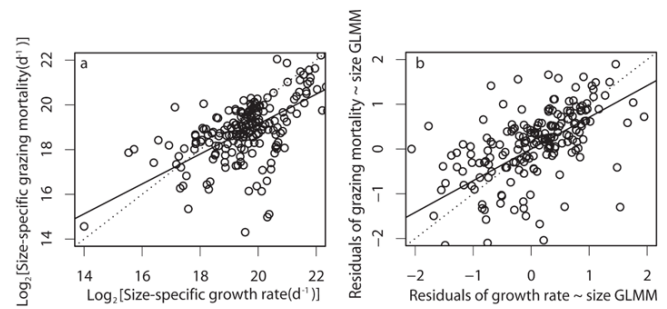 a
Log₂[Size-specific grazing mortality(d⁻¹)]
22
20
18
16
14
14 16 18 20 22
Log₂[Size-specific growth rate(d⁻¹)]
b
Residuals of grazing mortality ~ size GLMM
2
1
0
−1
−2
−2 −1 0 1 2
Residuals of growth rate ~ size GLMM